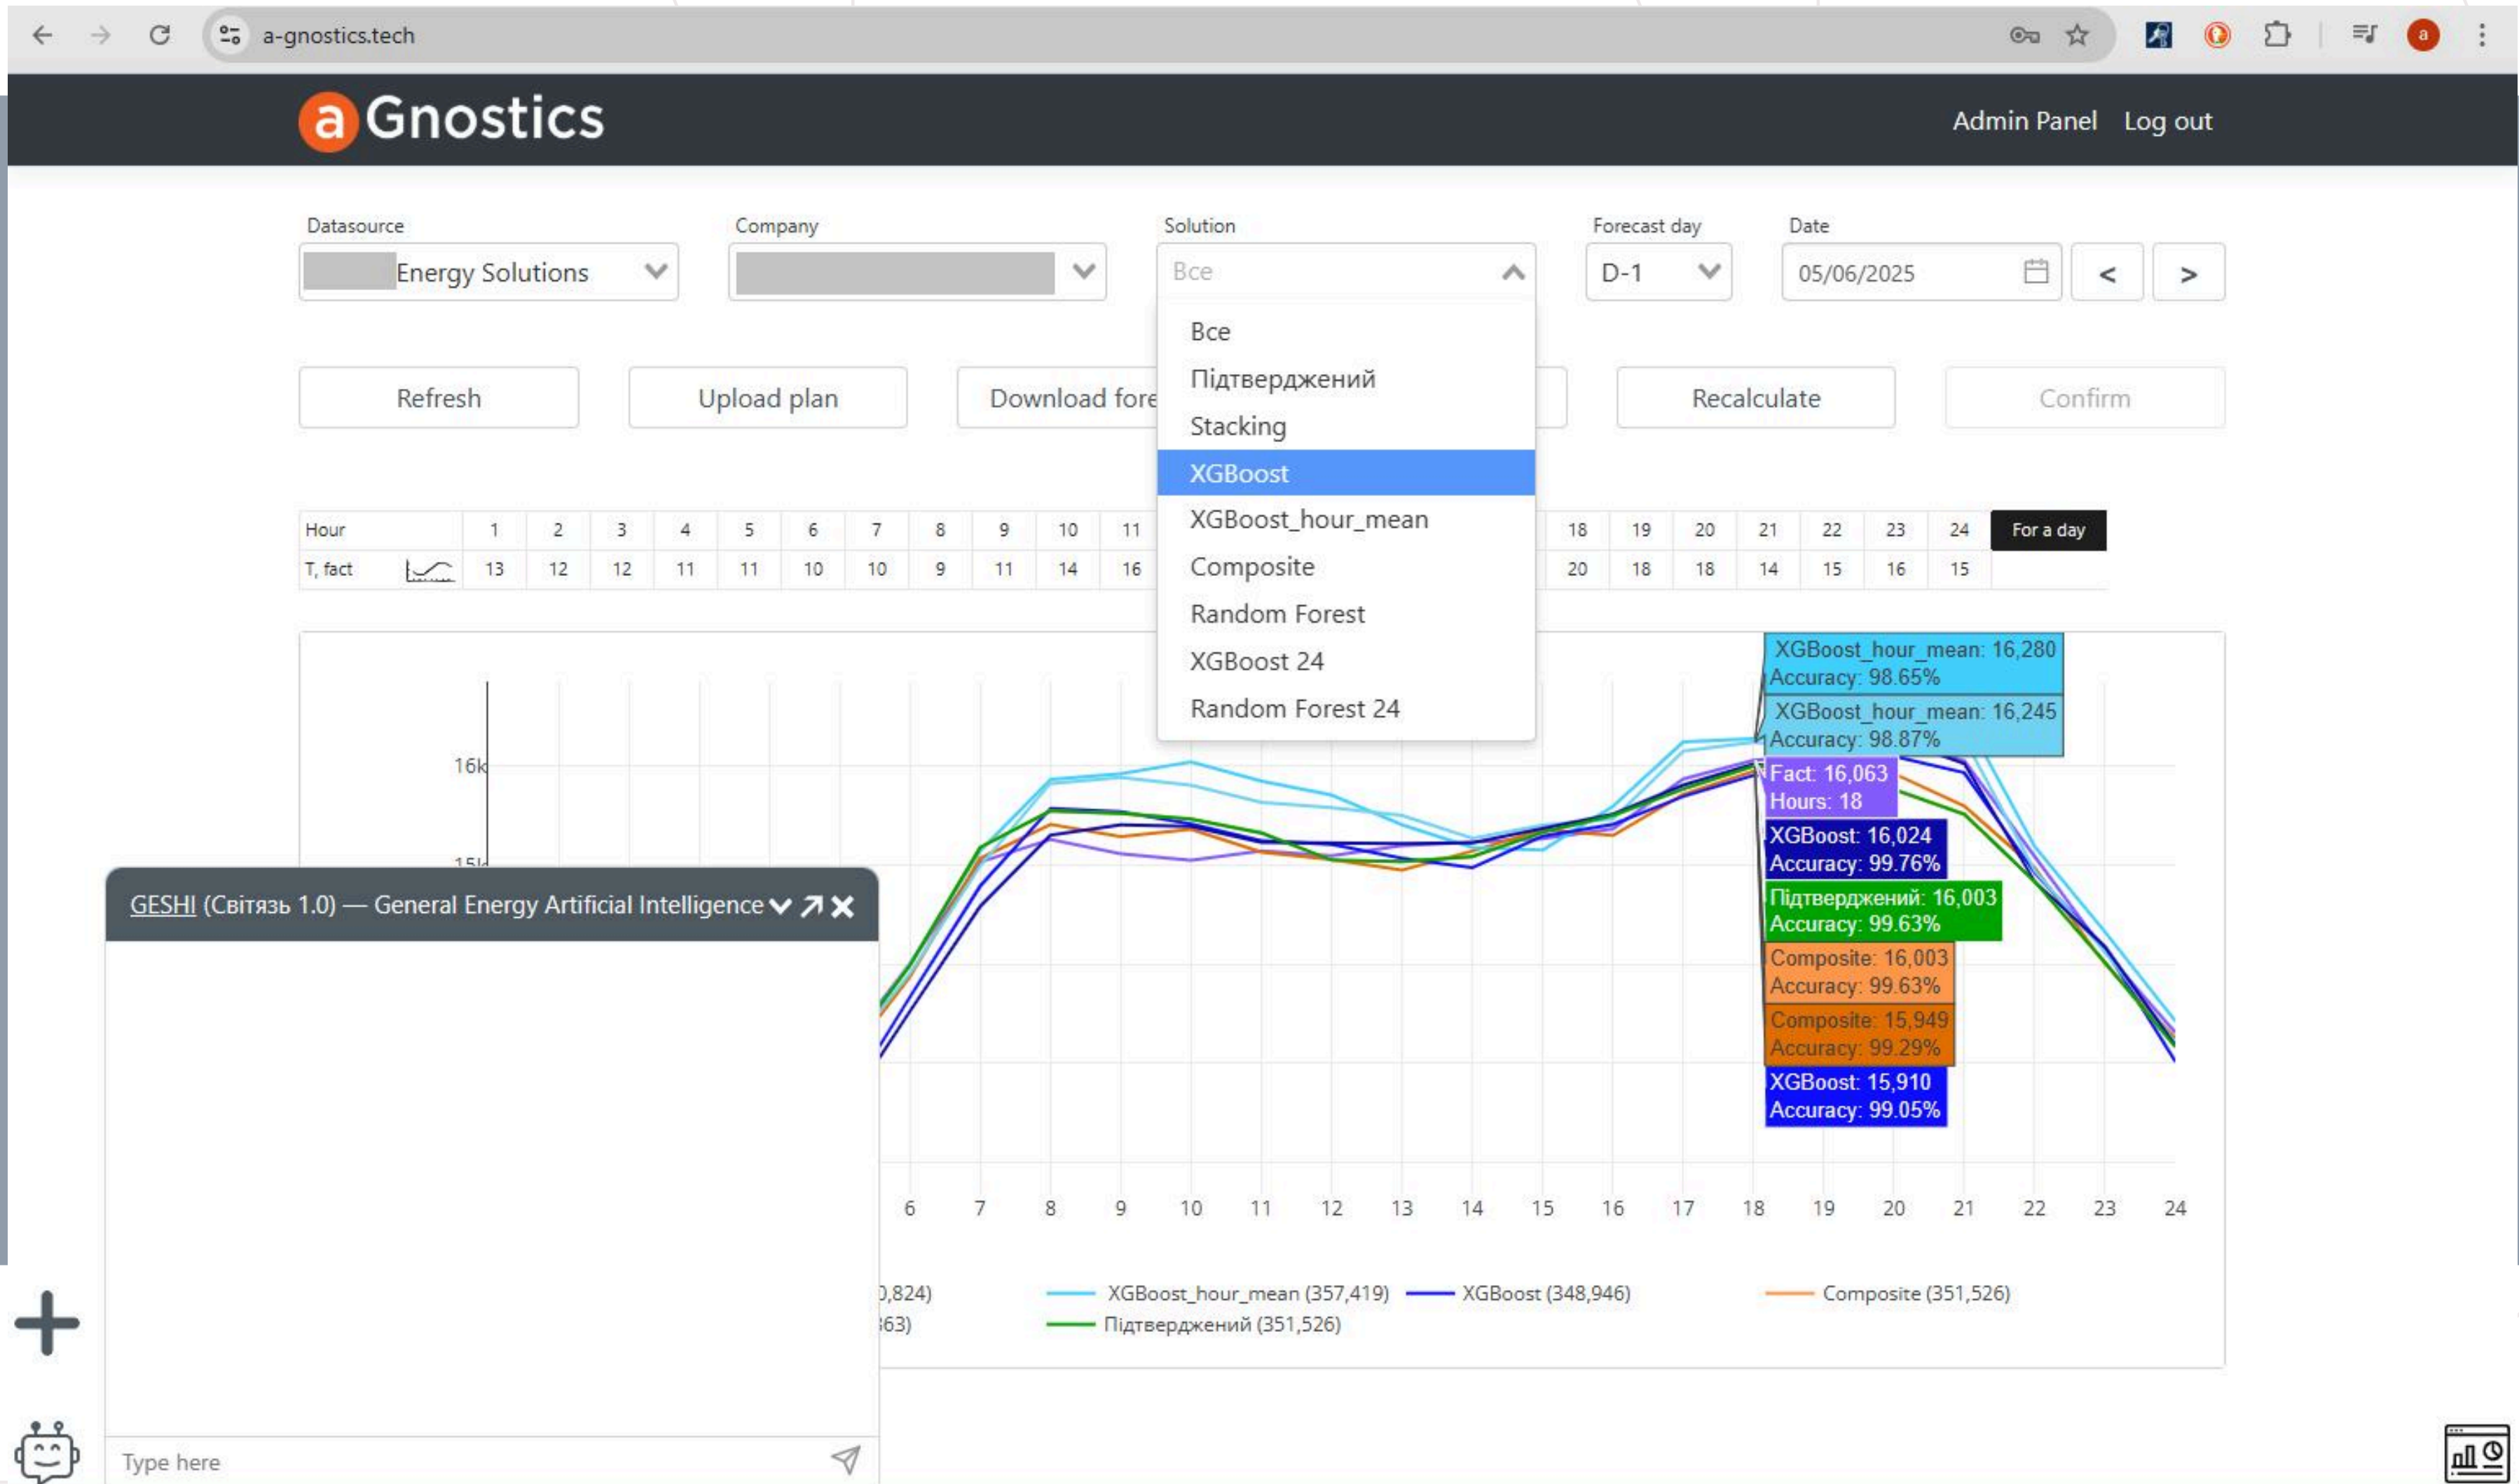 a-gnostics.tech
a
a Gnostics
Admin Panel Log out
Datasource Company Solution Forecast day Date
Energy Solutions Все D-1 05/06/2025 < >
Все
Підтверджений
Stacking
XGBoost
XGBoost_hour_mean
Composite
Random Forest
XGBoost 24
Random Forest 24
Refresh Upload plan Download fore Recalculate Confirm
Hour 1 2 3 4 5 6 7 8 9 10 11 18 19 20 21 22 23 24 For a day
T, fact 13 12 12 11 11 10 10 9 11 14 16 20 18 18 14 15 16 15
XGBoost_hour_mean: 16,280
Accuracy: 98.65%
XGBoost_hour_mean: 16,245
Accuracy: 98.87%
16k
Fact: 16,063
Hours: 18
XGBoost: 16,024
Accuracy: 99.76%
15k
Підтверджений: 16,003
Accuracy: 99.63%
Composite: 16,003
Accuracy: 99.63%
Composite: 15,949
Accuracy: 99.29%
XGBoost: 15,910
Accuracy: 99.05%
GESHI (Світязь 1.0) — General Energy Artificial Intelligence
6 7 8 9 10 11 12 13 14 15 16 17 18 19 20 21 22 23 24
0,824) XGBoost_hour_mean (357,419) XGBoost (348,946) Composite (351,526)
63) Підтверджений (351,526)
Type here